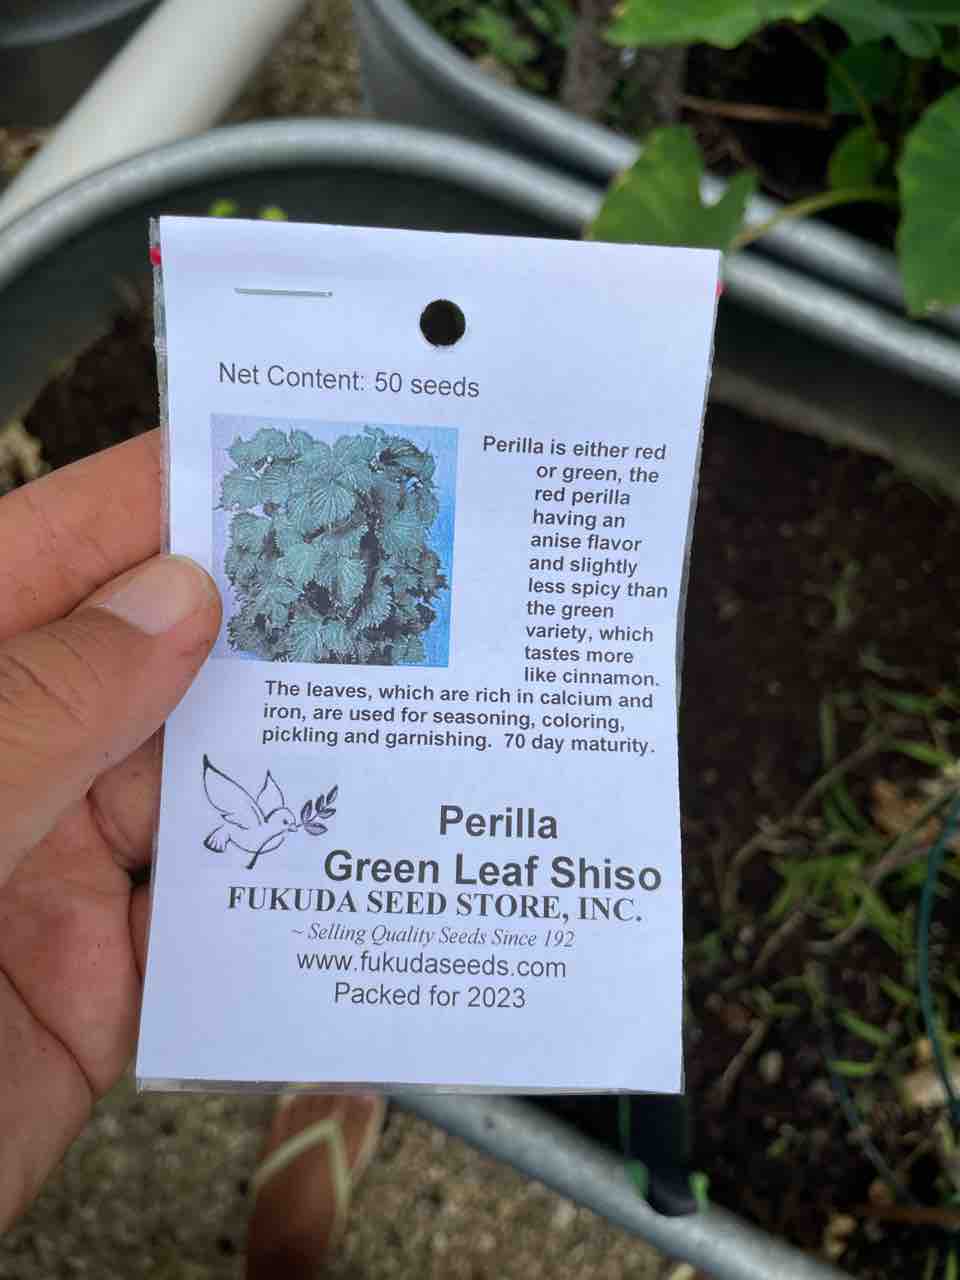 Net Content: 50 seeds
Perilla is either red
or green, the
red perilla
having an
anise flavor
and slightly
less spicy than
the green
variety, which
tastes more
like cinnamon.
The leaves, which are rich in calcium and
iron, are used for seasoning, coloring,
pickling and garnishing. 70 day maturity.
Perilla
Green Leaf Shiso
FUKUDA SEED STORE, INC.
~ Selling Quality Seeds Since 192
www.fukudaseeds.com
Packed for 2023